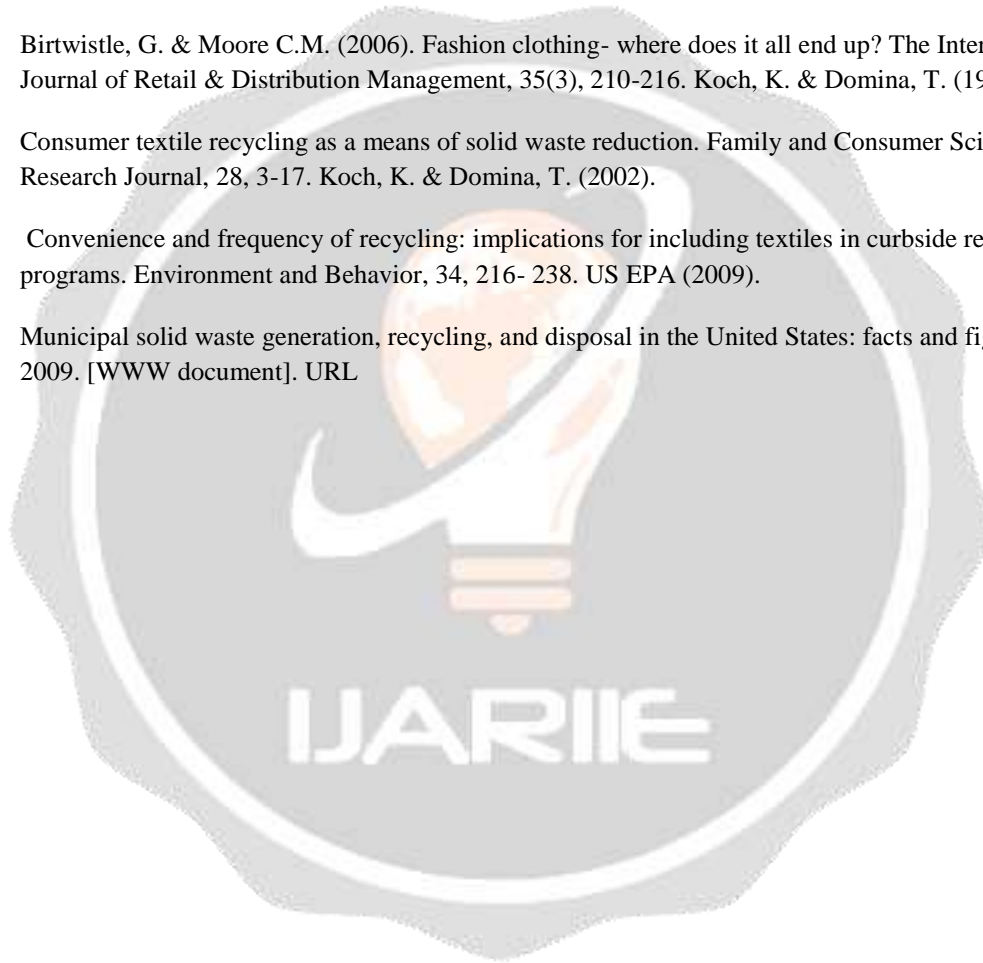 Birtwistle, G. & Moore C.M. (2006). Fashion clothing- where does it all end up? The Inter
Journal of Retail & Distribution Management, 35(3), 210-216. Koch, K. & Domina, T. (19
Consumer textile recycling as a means of solid waste reduction. Family and Consumer Sci
Research Journal, 28, 3-17. Koch, K. & Domina, T. (2002).
Convenience and frequency of recycling: implications for including textiles in curbside re
programs. Environment and Behavior, 34, 216- 238. US EPA (2009).
Municipal solid waste generation, recycling, and disposal in the United States: facts and fi
2009. [WWW document]. URL
IJARIIE